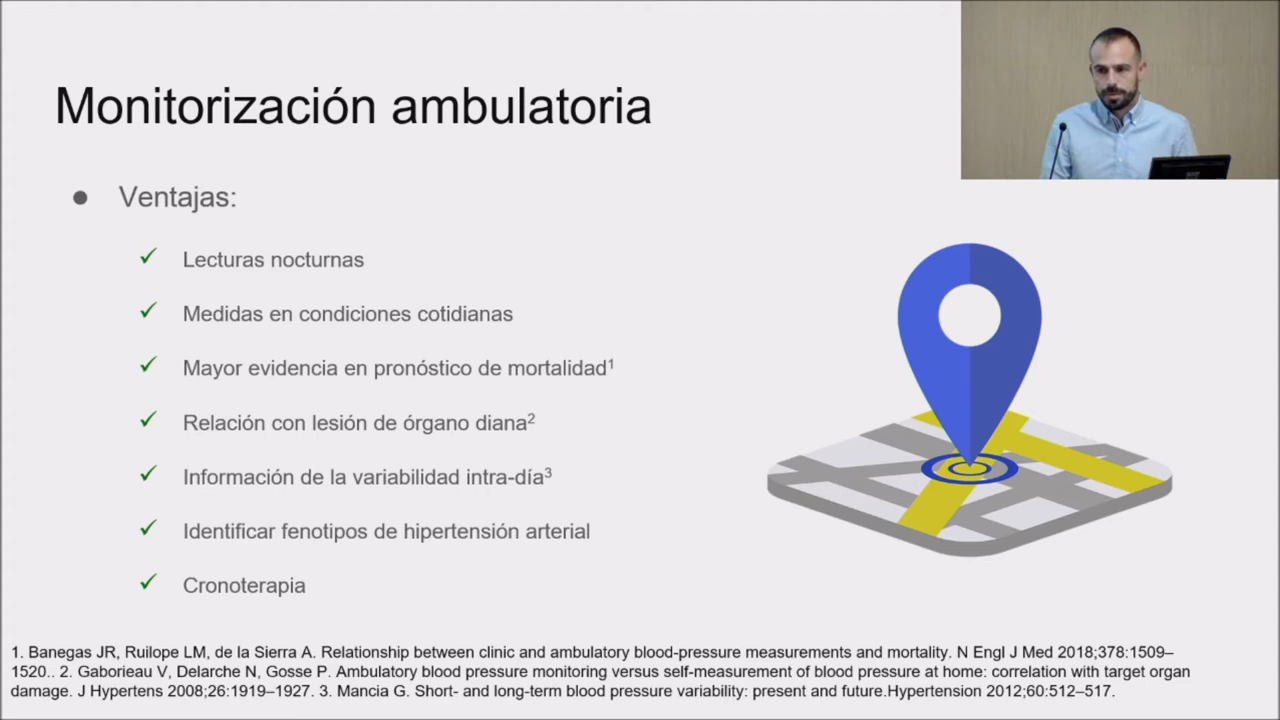 Monitorización ambulatoria
● Ventajas:
✓ Lecturas nocturnas
✓ Medidas en condiciones cotidianas
✓ Mayor evidencia en pronóstico de mortalidad¹
✓ Relación con lesión de órgano diana²
✓ Información de la variabilidad intra-día³
✓ Identificar fenotipos de hipertensión arterial
✓ Cronoterapia
1. Banegas JR, Ruilope LM, de la Sierra A. Relationship between clinic and ambulatory blood-pressure measurements and mortality. N Engl J Med 2018;378:1509–
1520.. 2. Gaborieau V, Delarche N, Gosse P. Ambulatory blood pressure monitoring versus self-measurement of blood pressure at home: correlation with target organ
damage. J Hypertens 2008;26:1919–1927. 3. Mancia G. Short- and long-term blood pressure variability: present and future.Hypertension 2012;60:512–517.